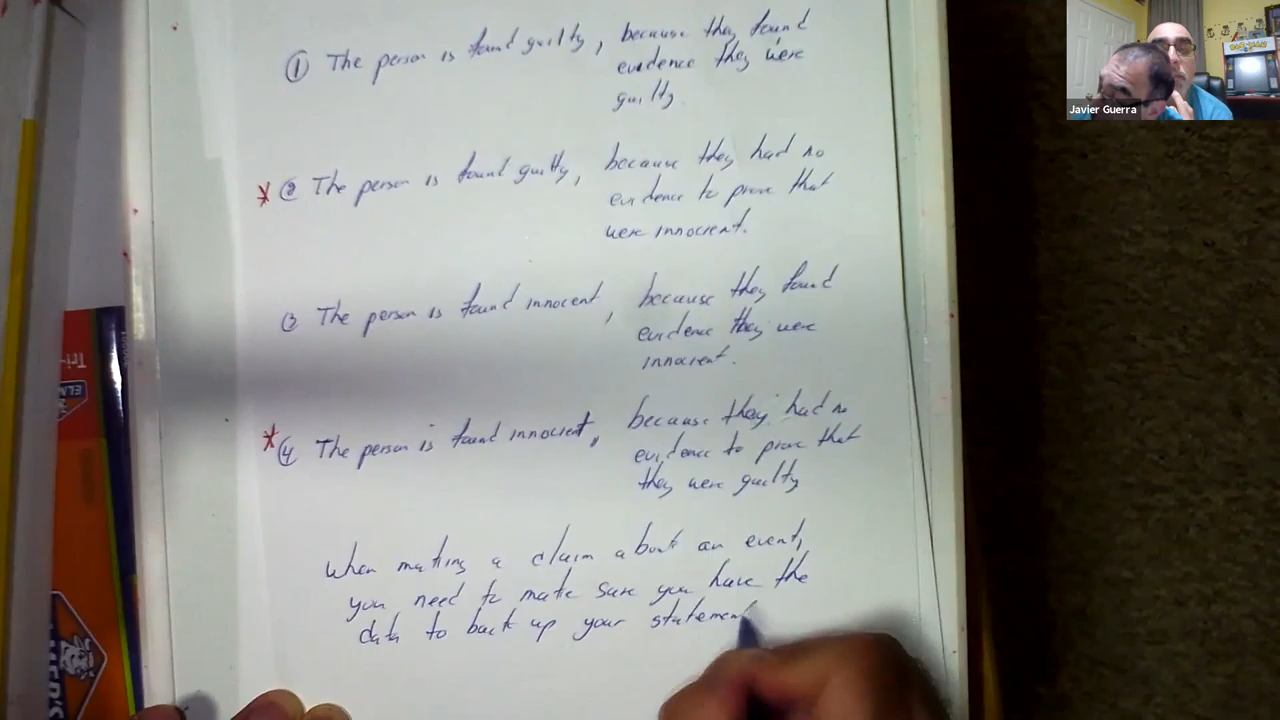 ① The person is found guilty, because they found
evidence they were
guilty.
* ② The person is found guilty, because they had no
evidence to prove that
were innocent.
③ The person is found innocent, because they found
evidence they were
innocent.
* ④ The person is found innocent, because they had no
evidence to prove that
they were guilty
When making a claim about an event,
you need to make sure you have the
data to back up your statement
Javier Guerra
Tri-
ELM
ER'S